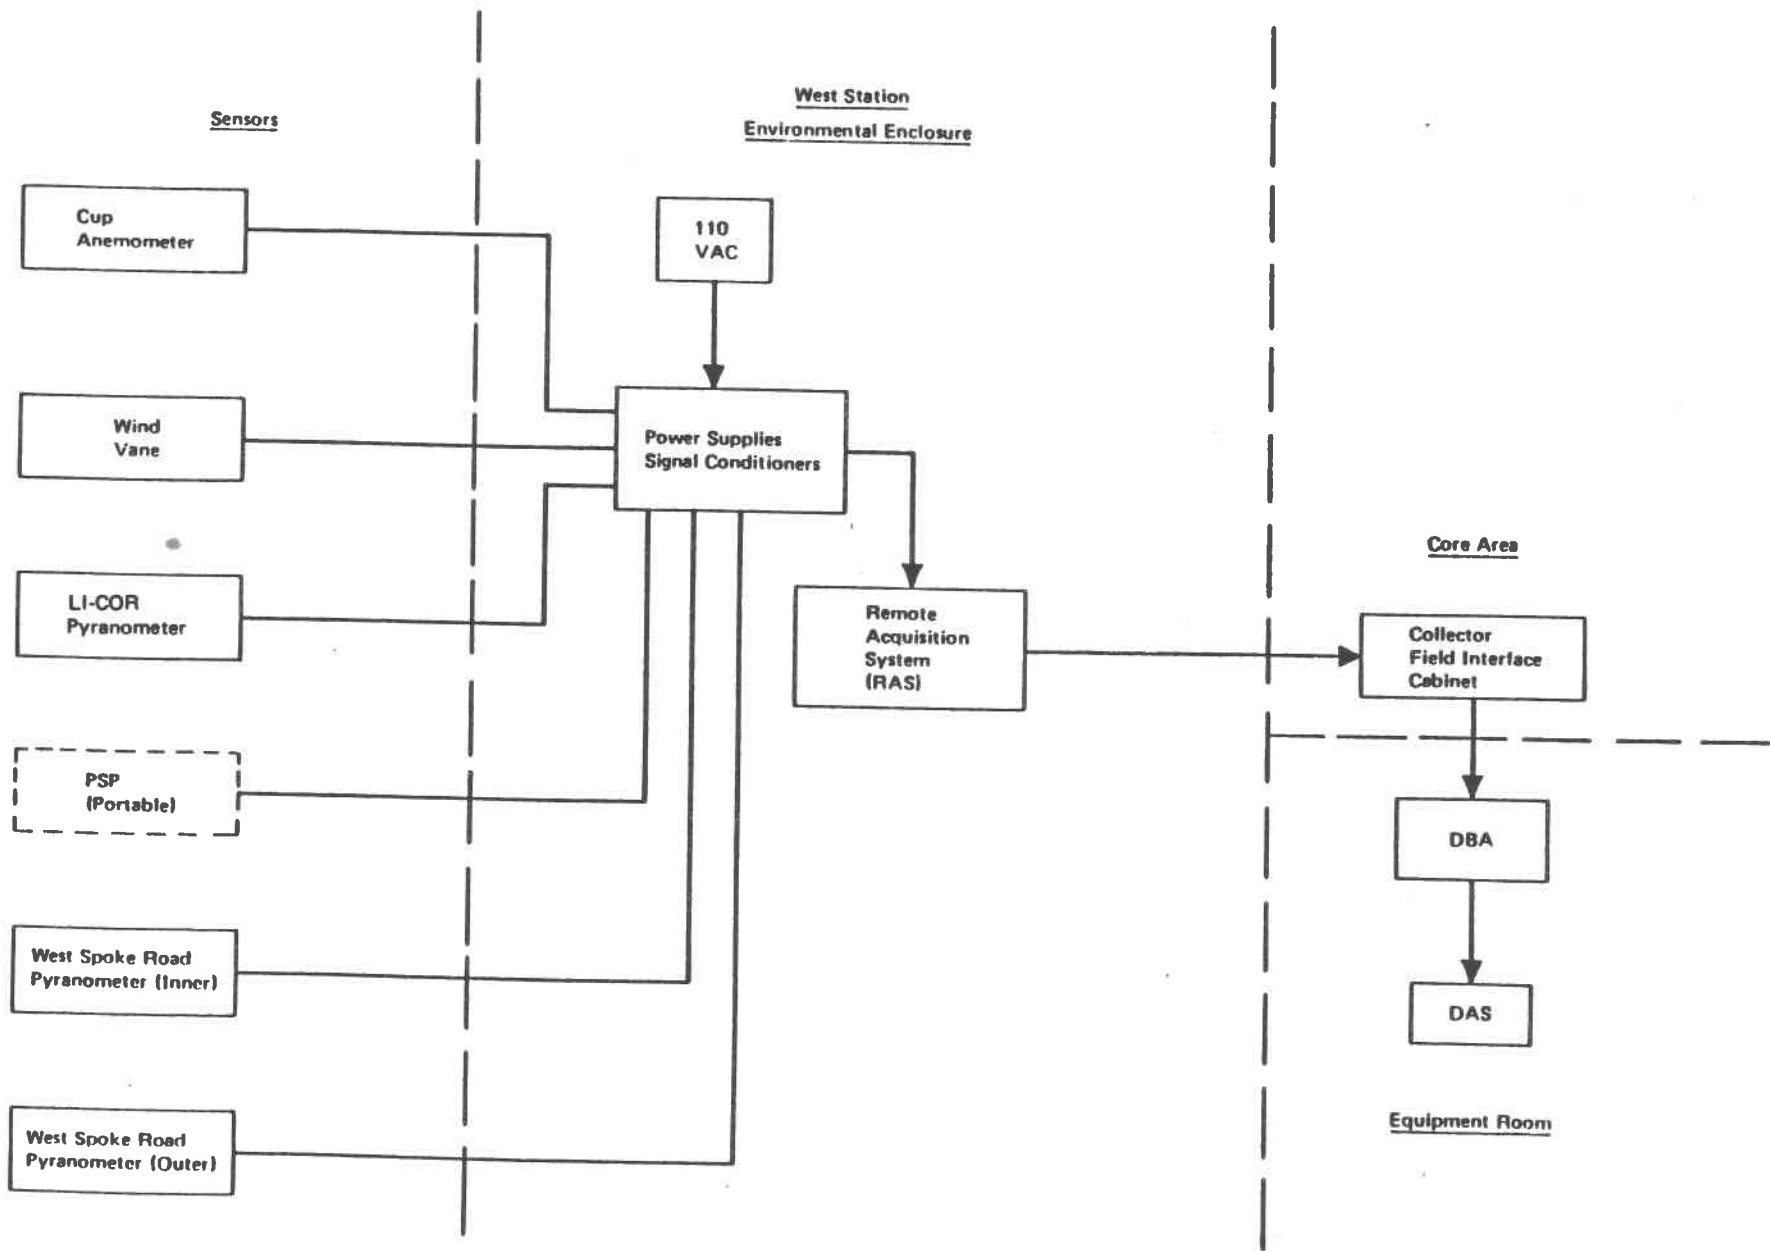 Sensors
Cup
Anemometer
Wind
Vane
LI-COR
Pyranometer
PSP
(Portable)
West Spoke Road
Pyranometer (Inner)
West Spoke Road
Pyranometer (Outer)
West Station
Environmental Enclosure
110
VAC
Power Supplies
Signal Conditioners
Remote
Acquisition
System
(RAS)
Core Area
Collector
Field Interface
Cabinet
DBA
DAS
Equipment Room